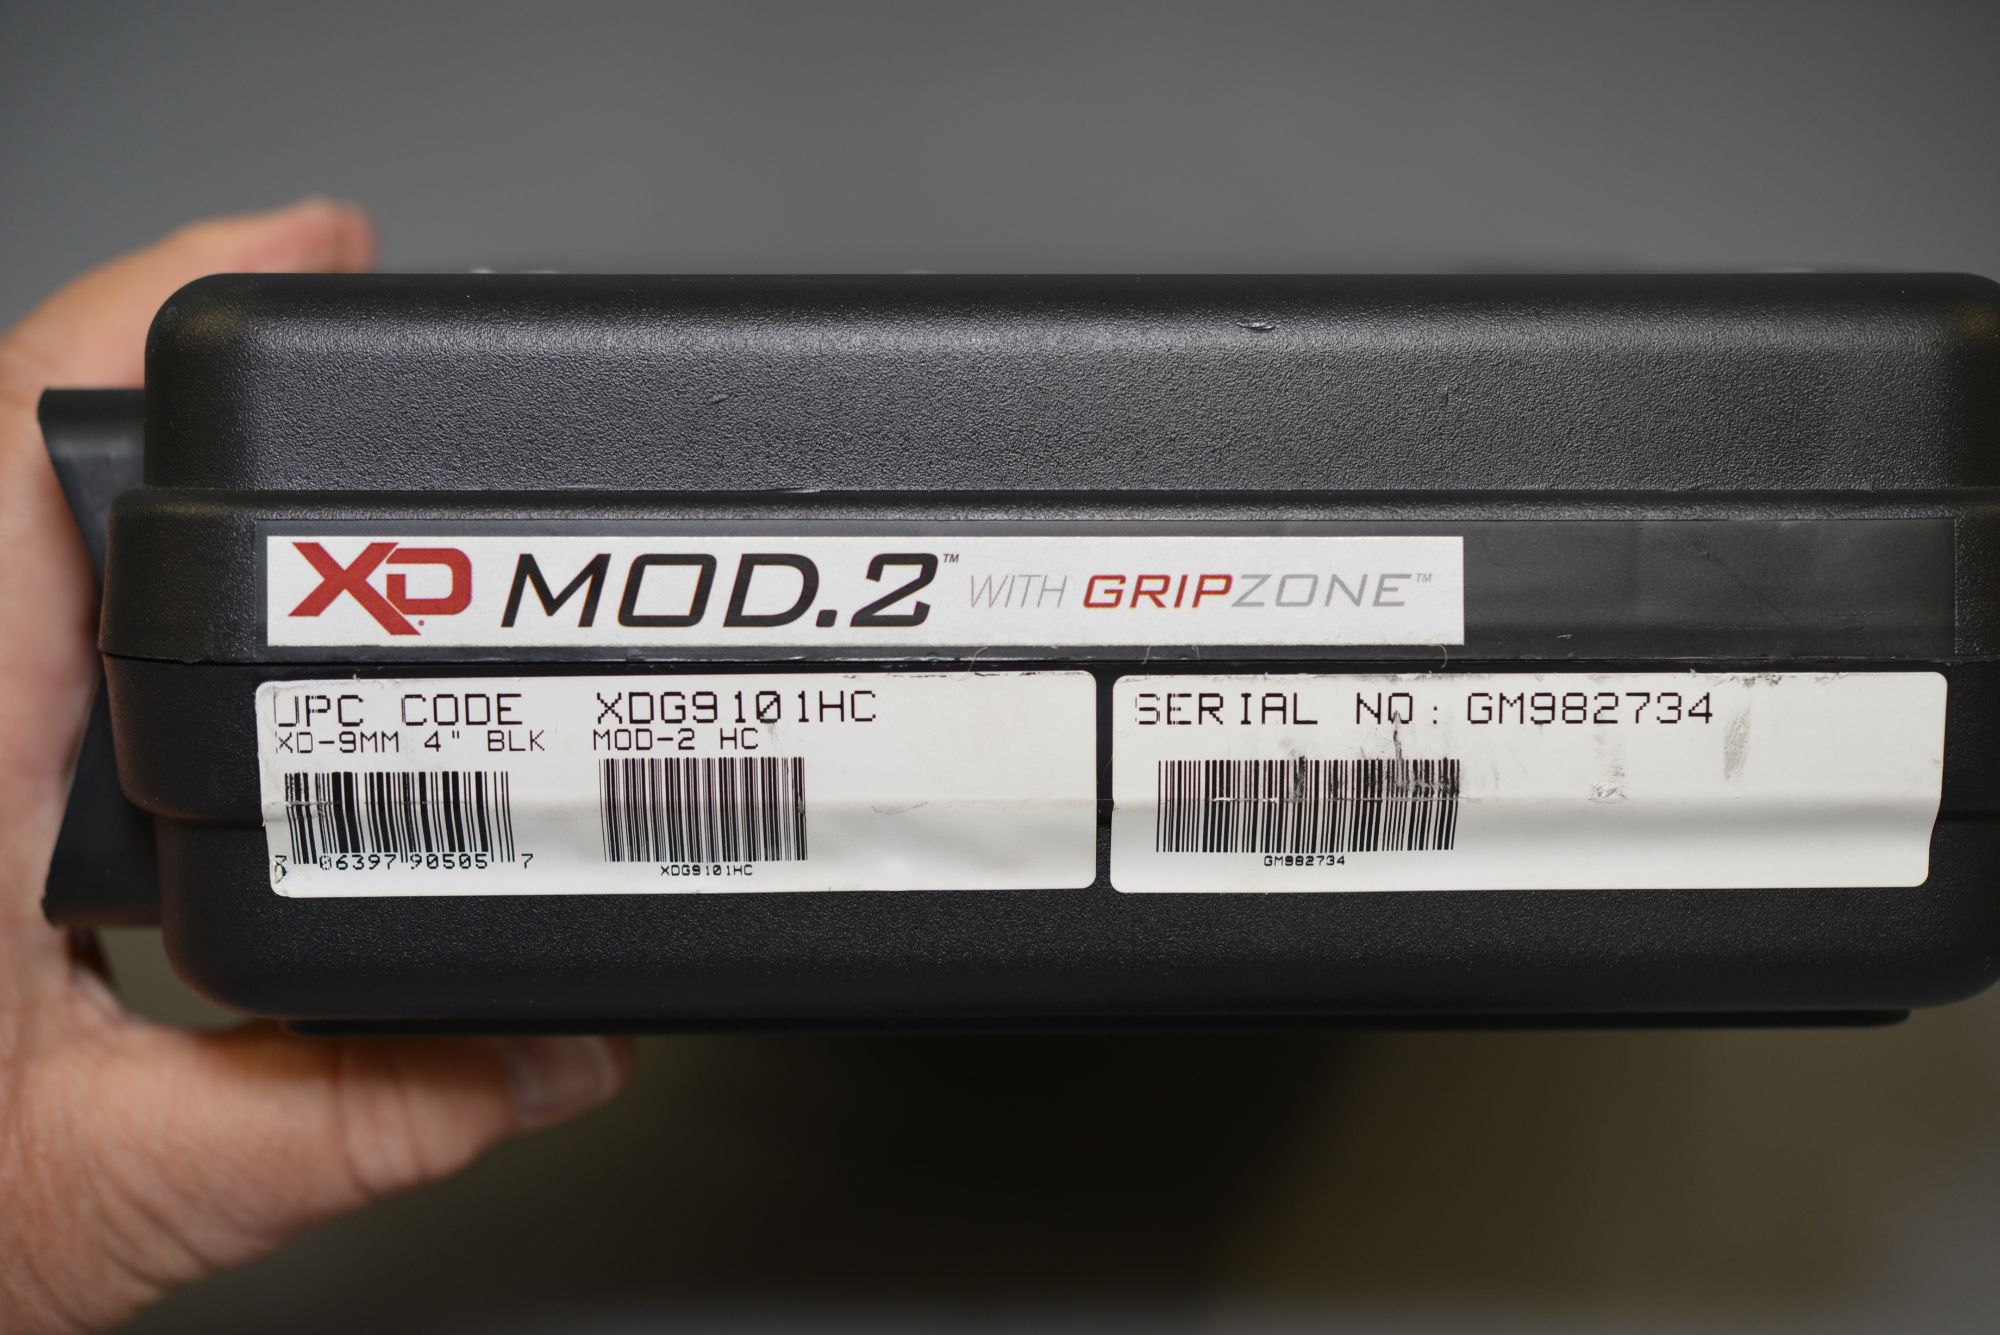 XD® MOD.2™ WITH GRIPZONE™
UPC CODE XDG9101HC
XD-9MM 4" BLK MOD-2 HC
7 86397 90505 7
XDG9101HC
SERIAL NO: GM982734
GM982734